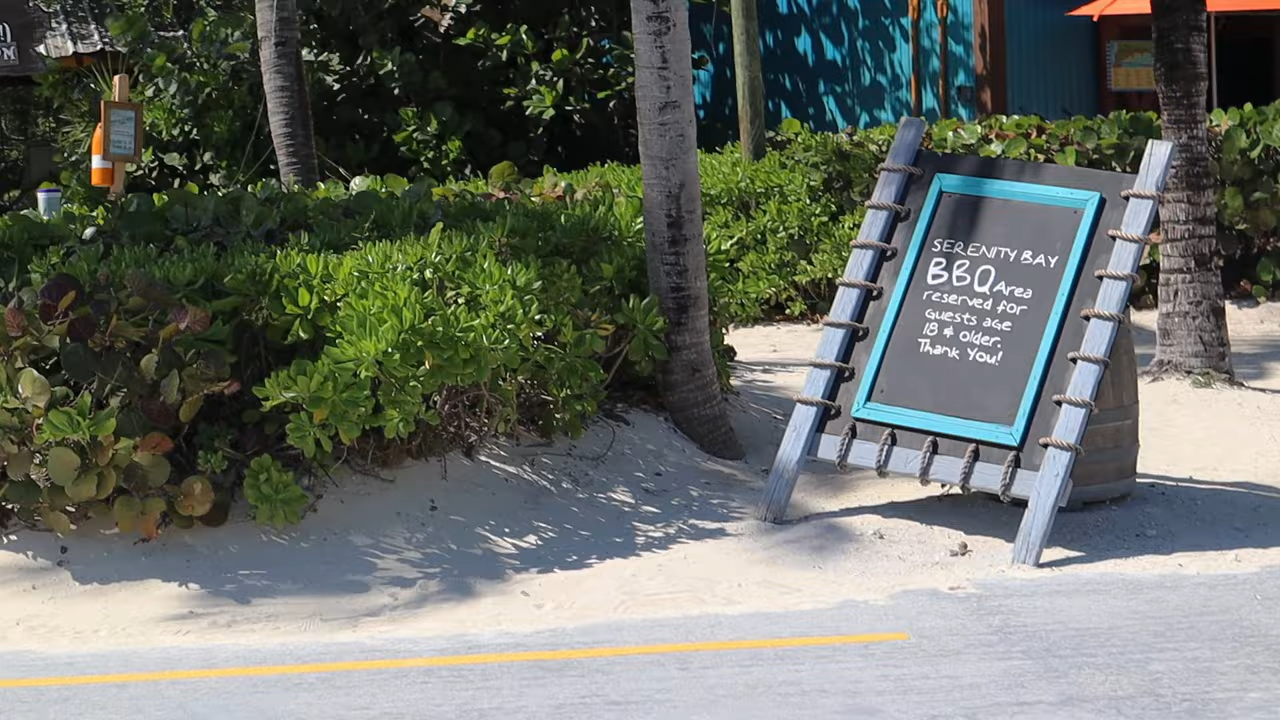 SERENITY BAY
BBQ Area
reserved for
Guests age
18 & older.
Thank You!